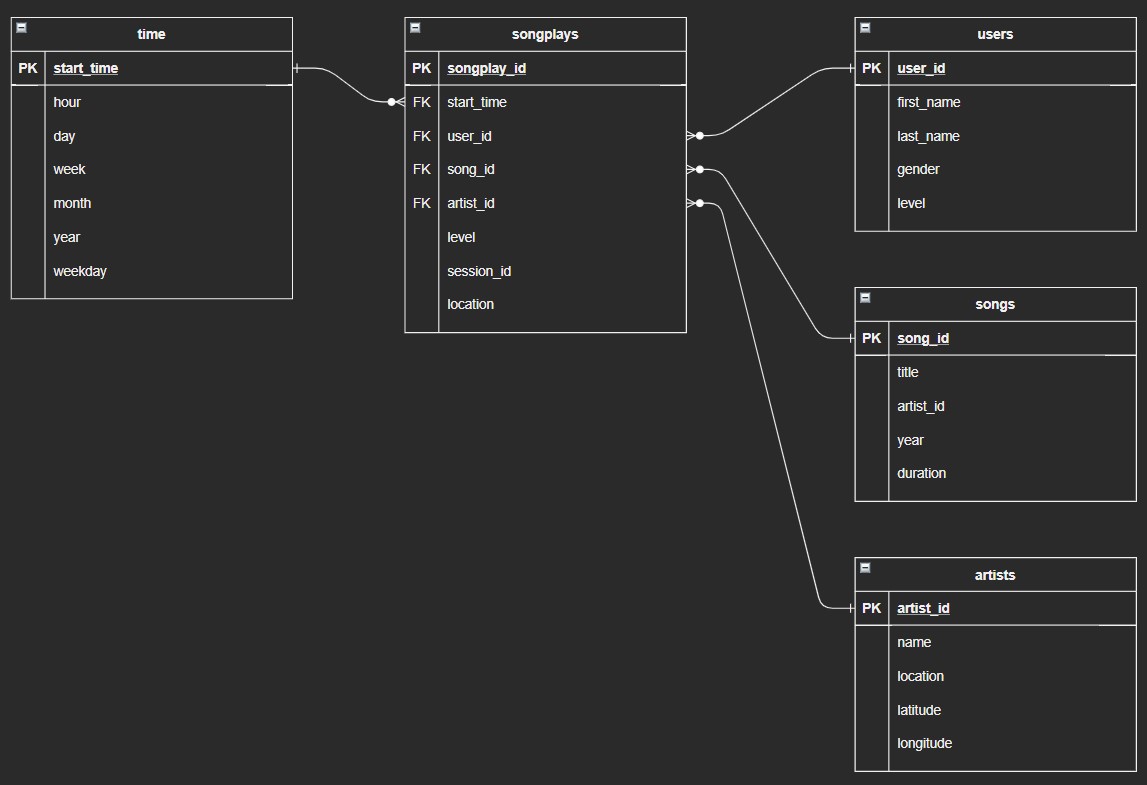 time
PK start_time
hour
day
week
month
year
weekday
songplays
PK songplay_id
FK start_time
FK user_id
FK song_id
FK artist_id
level
session_id
location
users
PK user_id
first_name
last_name
gender
level
songs
PK song_id
title
artist_id
year
duration
artists
PK artist_id
name
location
latitude
longitude